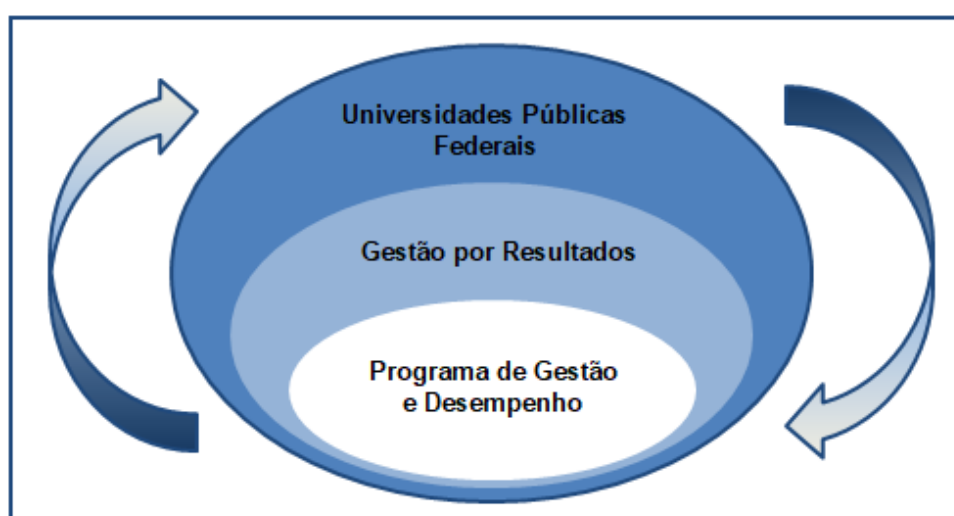 Universidades Públicas
Federais
Gestão por Resultados
Programa de Gestão
e Desempenho